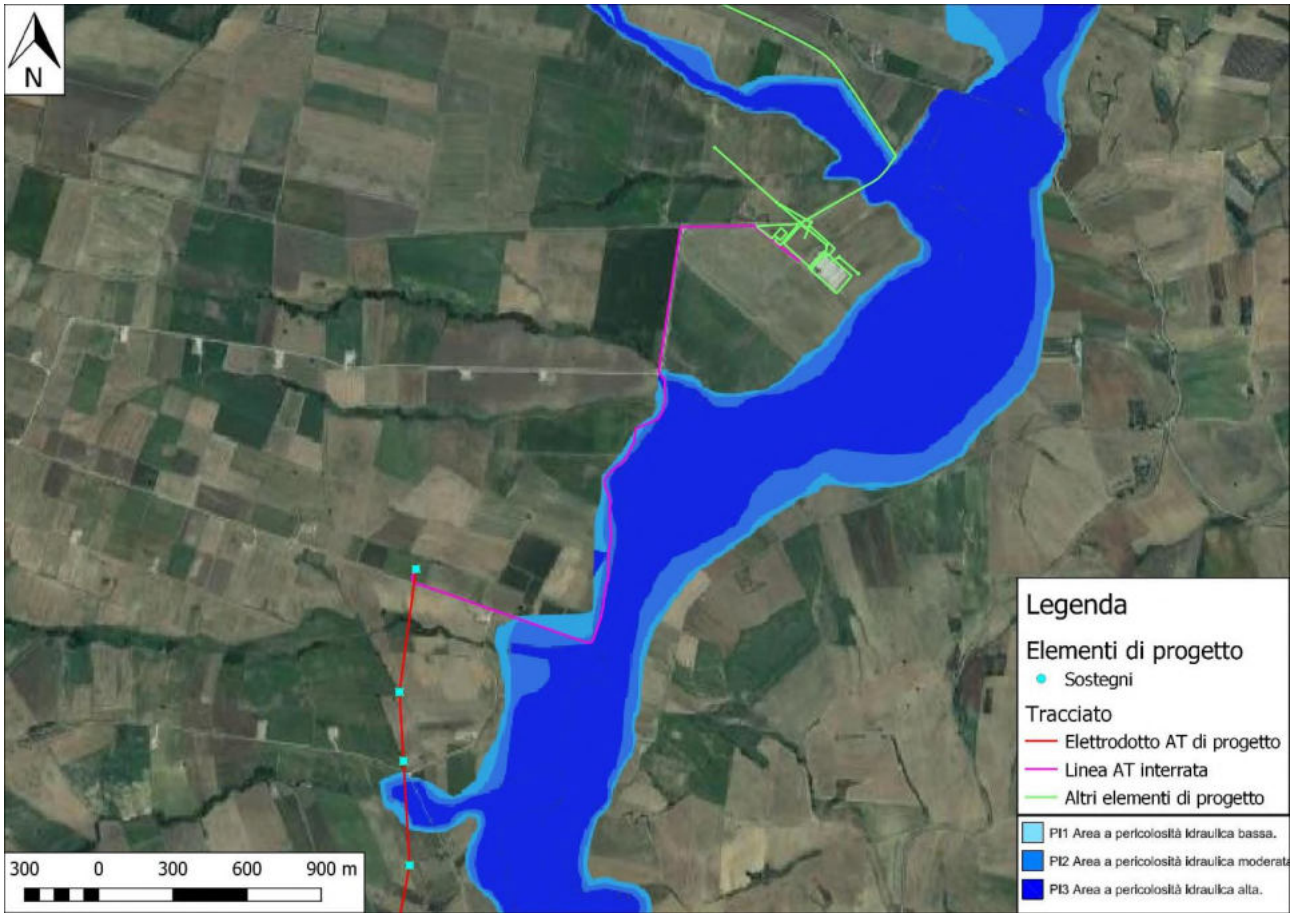 N
Legenda
Elementi di progetto
Sostegni
Tracciato
Elettrodotto AT di progetto
Linea AT interrata
Altri elementi di progetto
PI1 Area a pericolosità idraulica bassa.
PI2 Area a pericolosità idraulica moderata
PI3 Area a pericolosità idraulica alta.
300 0 300 600 900 m